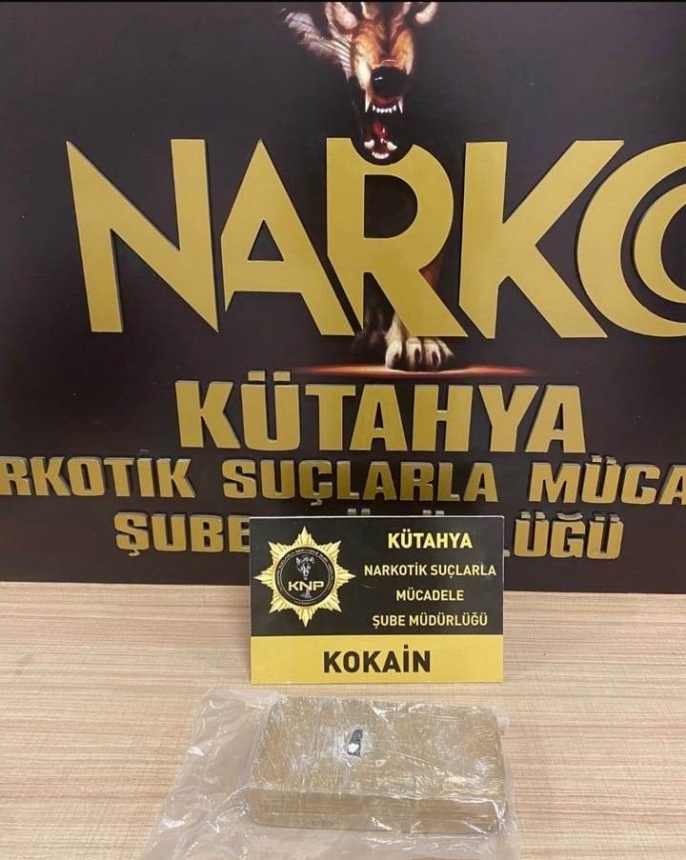 NARKO
KÜTAHYA
RKOTİK SUÇLARLA MÜCA
ŞUBE LÜĞÜ
KÜTAHYA
NARKOTİK SUÇLARLA
MÜCADELE
ŞUBE MÜDÜRLÜĞÜ
KNP
KOKAİN